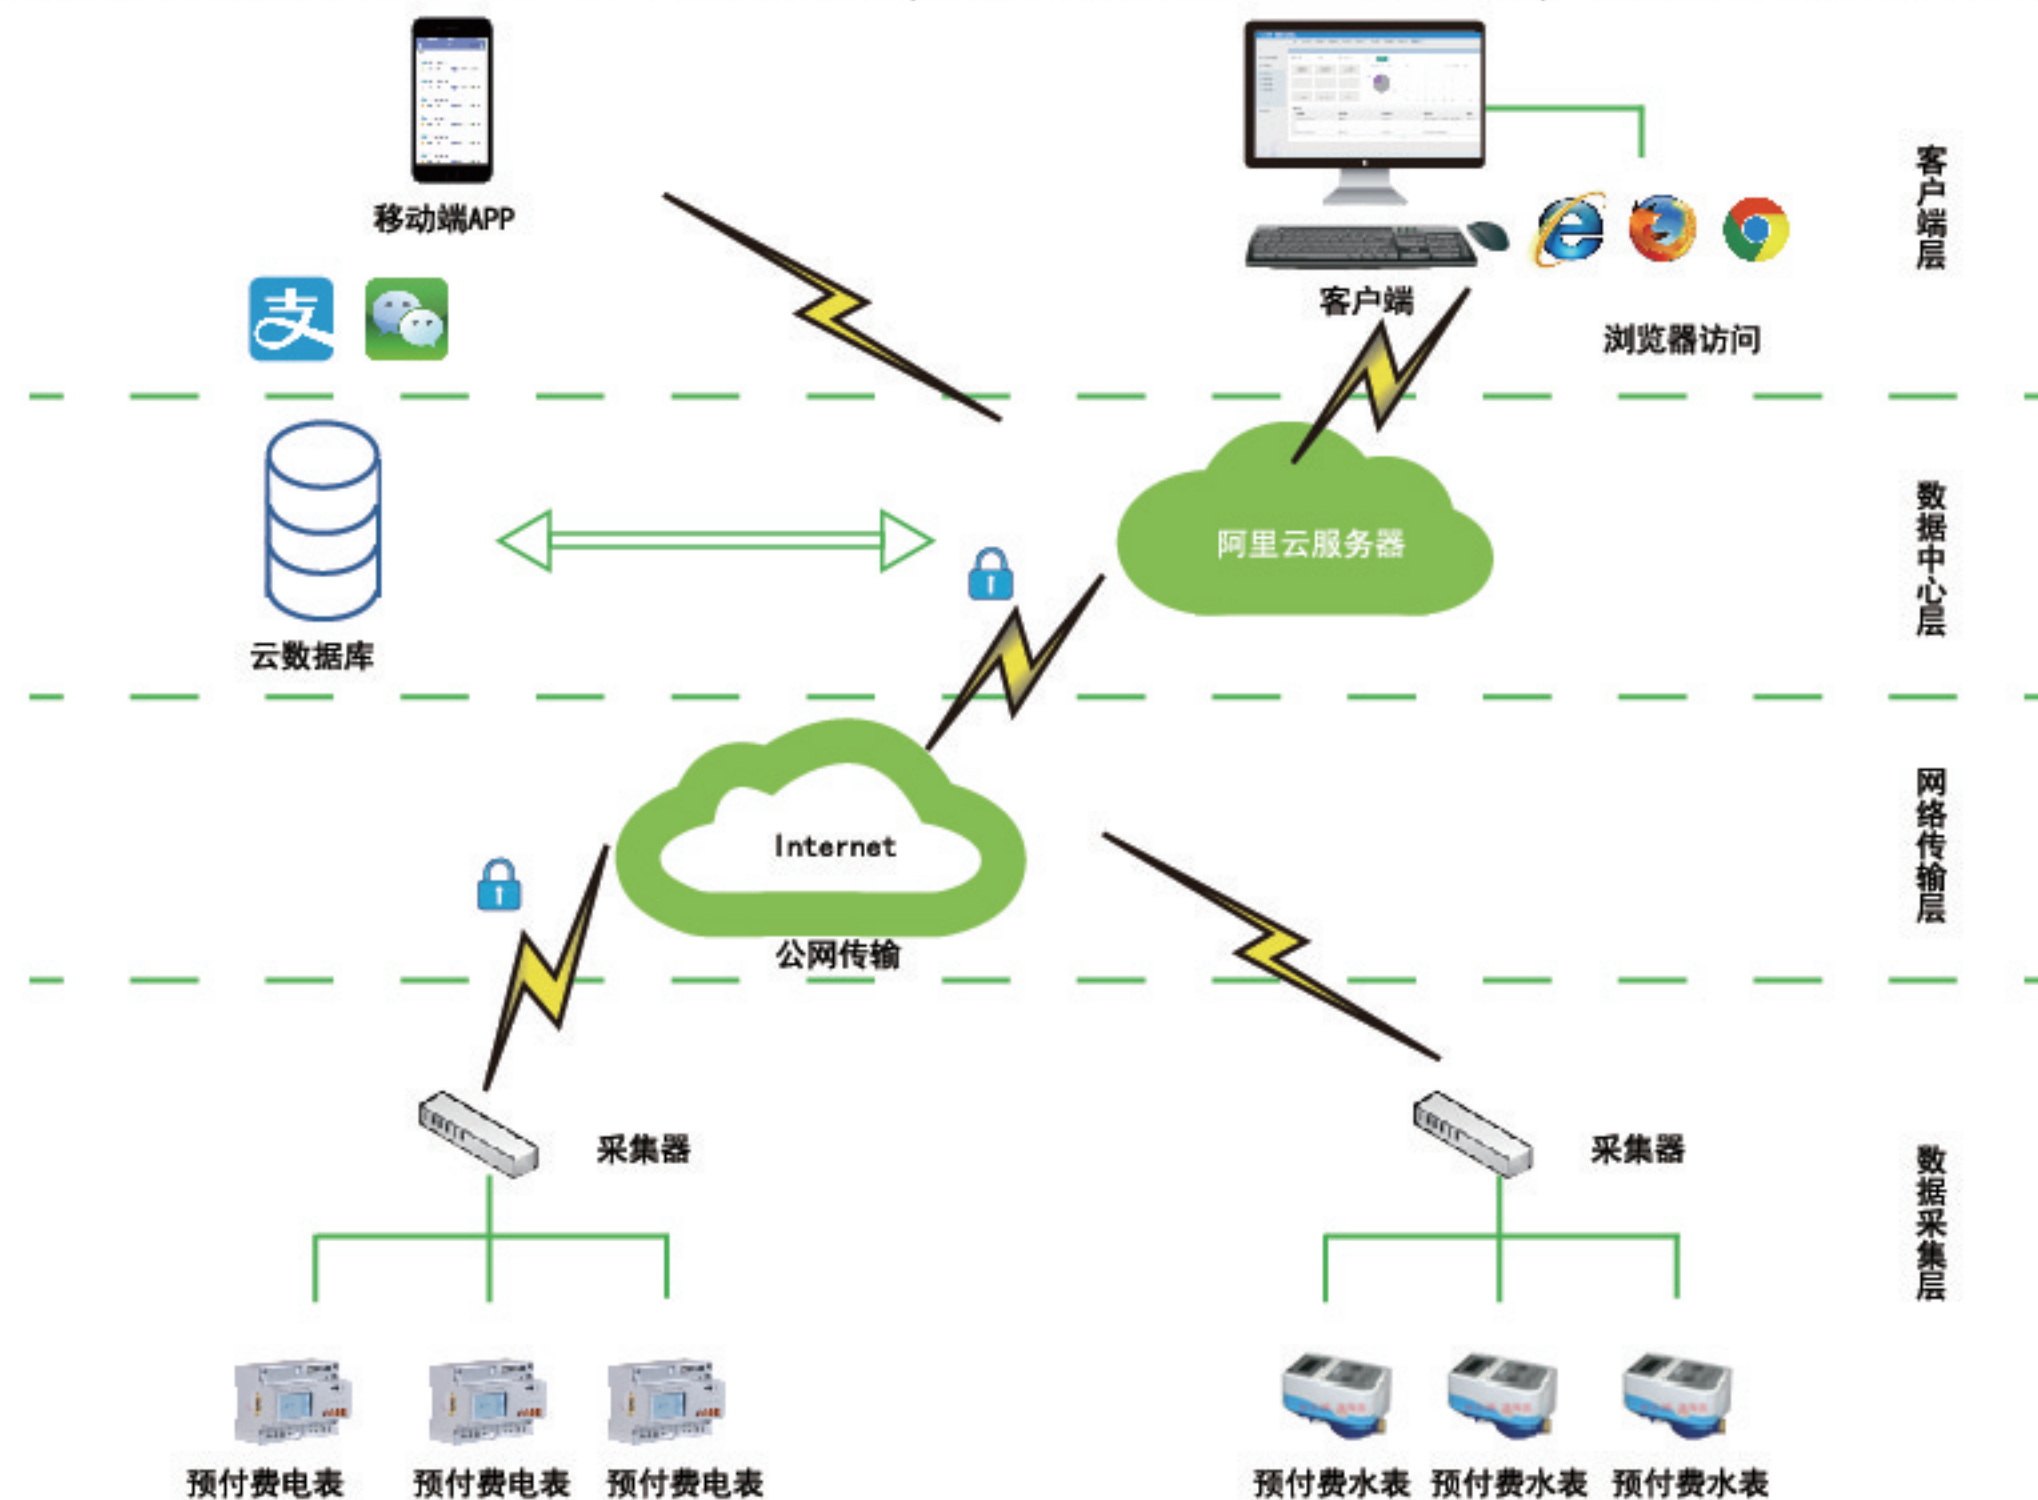 移动端APP
支
客户端
浏览器访问
客户端层
云数据库
阿里云服务器
数据中心层
Internet
公网传输
网络传输层
采集器
采集器
数据采集层
预付费电表
预付费电表
预付费电表
预付费水表
预付费水表
预付费水表